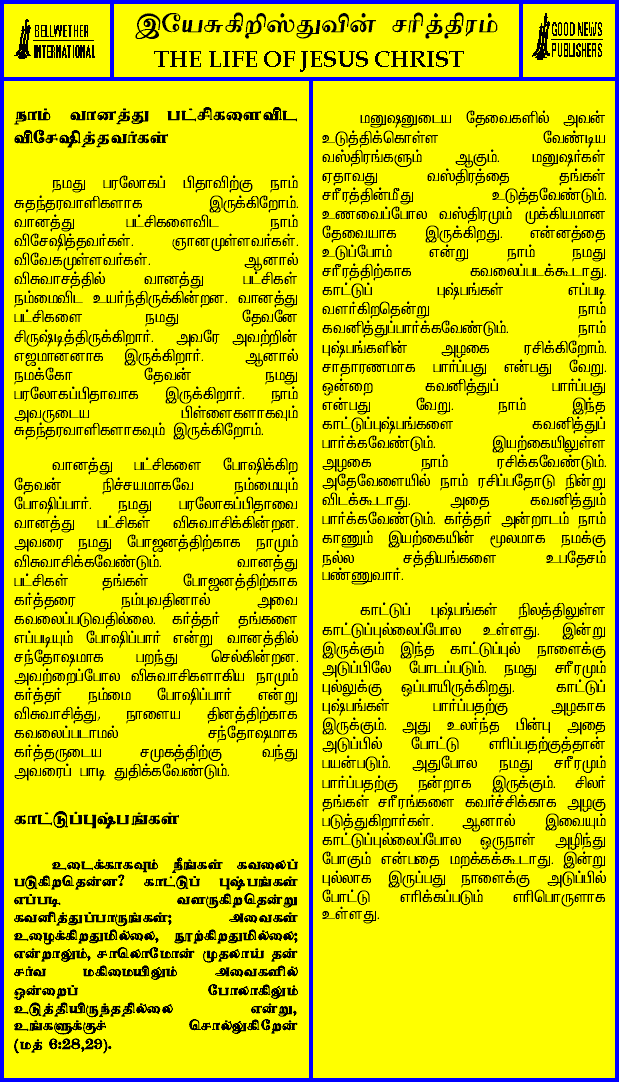 BELLWETHER
INTERNATIONAL
இயேசுகிறிஸ்துவின் சரித்திரம்
THE LIFE OF JESUS CHRIST
GOOD NEWS
PUBLISHERS
நாம் வானத்து பட்சிகளைவிட
விசேஷித்தவர்கள்
நமது பரலோகப் பிதாவிற்கு நாம்
சுதந்தரவாளிகளாக இருக்கிறோம்.
வானத்து பட்சிகளைவிட நாம்
விசேஷித்தவர்கள். ஞானமுள்ளவர்கள்.
விவேகமுள்ளவர்கள். ஆனால்
விசுவாசத்தில் வானத்து பட்சிகள்
நம்மைவிட உயர்ந்திருக்கின்றன. வானத்து
பட்சிகளை நமது தேவனே
சிருஷ்டித்திருக்கிறார். அவரே அவற்றின்
எஜமானனாக இருக்கிறார். ஆனால்
நமக்கோ தேவன் நமது
பரலோகப்பிதாவாக இருக்கிறார். நாம்
அவருடைய பிள்ளைகளாகவும்
சுதந்தரவாளிகளாகவும் இருக்கிறோம்.
வானத்து பட்சிகளை போஷிக்கிற
தேவன் நிச்சயமாகவே நம்மையும்
போஷிப்பார். நமது பரலோகப்பிதாவை
வானத்து பட்சிகள் விசுவாசிக்கின்றன.
அவரை நமது போஜனத்திற்காக நாமும்
விசுவாசிக்கவேண்டும். வானத்து
பட்சிகள் தங்கள் போஜனத்திற்காக
கர்த்தரை நம்புவதினால் அவை
கவலைப்படுவதில்லை. கர்த்தர் தங்களை
எப்படியும் போஷிப்பார் என்று வானத்தில்
சந்தோஷமாக பறந்து செல்கின்றன.
அவற்றைப்போல விசுவாசிகளாகிய நாமும்
கர்த்தர் நம்மை போஷிப்பார் என்று
விசுவாசித்து, நாளைய தினத்திற்காக
கவலைப்படாமல் சந்தோஷமாக
கர்த்தருடைய சமுகத்திற்கு வந்து
அவரைப் பாடி துதிக்கவேண்டும்.
காட்டுப்புஷ்பங்கள்
உடைக்காகவும் நீங்கள் கவலைப்
படுகிறதென்ன? காட்டுப் புஷ்பங்கள்
எப்படி வளருகிறதென்று
கவனித்துப்பாருங்கள்; அவைகள்
உழைக்கிறதுமில்லை, நூற்கிறதுமில்லை;
என்றாலும், சாலொமோன் முதலாய் தன்
சர்வ மகிமையிலும் அவைகளில்
ஒன்றைப் போலாகிலும்
உடுத்தியிருந்ததில்லை என்று,
உங்களுக்குச் சொல்லுகிறேன்
(மத் 6:28,29).
மனுஷனுடைய தேவைகளில் அவன்
உடுத்திக்கொள்ள வேண்டிய
வஸ்திரங்களும் ஆகும். மனுஷர்கள்
ஏதாவது வஸ்திரத்தை தங்கள்
சரீரத்தின்மீது உடுத்தவேண்டும்.
உணவைப்போல வஸ்திரமும் முக்கியமான
தேவையாக இருக்கிறது. என்னத்தை
உடுப்போம் என்று நாம் நமது
சரீரத்திற்காக கவலைப்படக்கூடாது.
காட்டுப் புஷ்பங்கள் எப்படி
வளர்கிறதென்று நாம்
கவனித்துப்பார்க்கவேண்டும். நாம்
புஷ்பங்களின் அழகை ரசிக்கிறோம்.
சாதாரணமாக பார்ப்பது என்பது வேறு.
ஒன்றை கவனித்துப் பார்ப்பது
என்பது வேறு. நாம் இந்த
காட்டுப்புஷ்பங்களை கவனித்துப்
பார்க்கவேண்டும். இயற்கையிலுள்ள
அழகை நாம் ரசிக்கவேண்டும்.
அதேவேளையில் நாம் ரசிப்பதோடு நின்று
விடக்கூடாது. அதை கவனித்தும்
பார்க்கவேண்டும். கர்த்தர் அன்றாடம் நாம்
காணும் இயற்கையின் மூலமாக நமக்கு
நல்ல சத்தியங்களை உபதேசம்
பண்ணுவார்.
காட்டுப் புஷ்பங்கள் நிலத்திலுள்ள
காட்டுப்புல்லைப்போல உள்ளது. இன்று
இருக்கும் இந்த காட்டுப்புல் நாளைக்கு
அடுப்பிலே போடப்படும். நமது சரீரமும்
புல்லுக்கு ஒப்பாயிருக்கிறது. காட்டுப்
புஷ்பங்கள் பார்ப்பதற்கு அழகாக
இருக்கும். அது உலர்ந்த பின்பு அதை
அடுப்பில் போட்டு எரிப்பதற்குத்தான்
பயன்படும். அதுபோல நமது சரீரமும்
பார்ப்பதற்கு நன்றாக இருக்கும். சிலர்
தங்கள் சரீரங்களை கவர்ச்சிக்காக அழகு
படுத்துகிறார்கள். ஆனால் இவையும்
காட்டுப்புல்லைப்போல ஒருநாள் அழிந்து
போகும் என்பதை மறக்கக்கூடாது. இன்று
புல்லாக இருப்பது நாளைக்கு அடுப்பில்
போட்டு எரிக்கப்படும் எரிபொருளாக
உள்ளது.